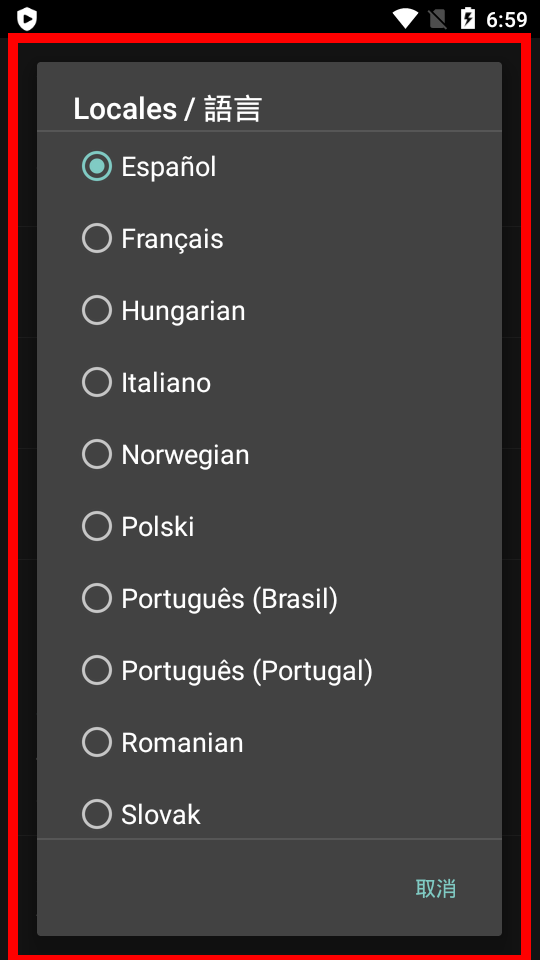 6:59
Locales / 語言
Español
Français
Hungarian
Italiano
Norwegian
Polski
Português (Brasil)
Português (Portugal)
Romanian
Slovak
取消